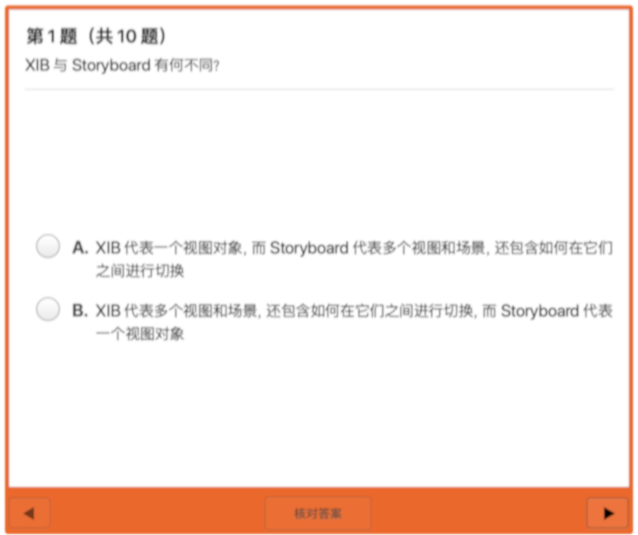 第 1 题（共 10 题）
XIB 与 Storyboard 有何不同?
A. XIB 代表一个视图对象, 而 Storyboard 代表多个视图和场景, 还包含如何在它们
之间进行切换
B. XIB 代表多个视图和场景, 还包含如何在它们之间进行切换, 而 Storyboard 代表
一个视图对象
核对答案